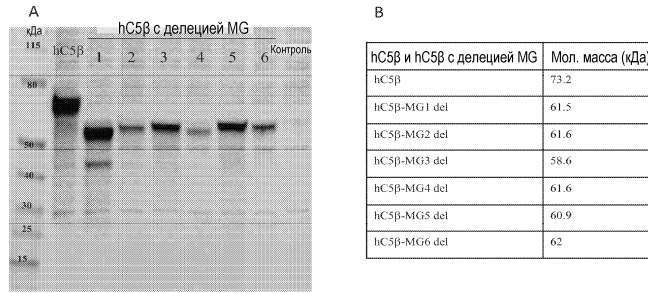 A
кДа
hC5β с делецией MG
115
hC5β
1 2 3 4 5 6
Контроль
80
50
40
30
25
15
B
hC5β и hC5β с делецией MG Мол. масса (кДа)
hC5β 73.2
hC5β-MG1 del 61.5
hC5β-MG2 del 61.6
hC5β-MG3 del 58.6
hC5β-MG4 del 61.6
hC5β-MG5 del 60.9
hC5β-MG6 del 62